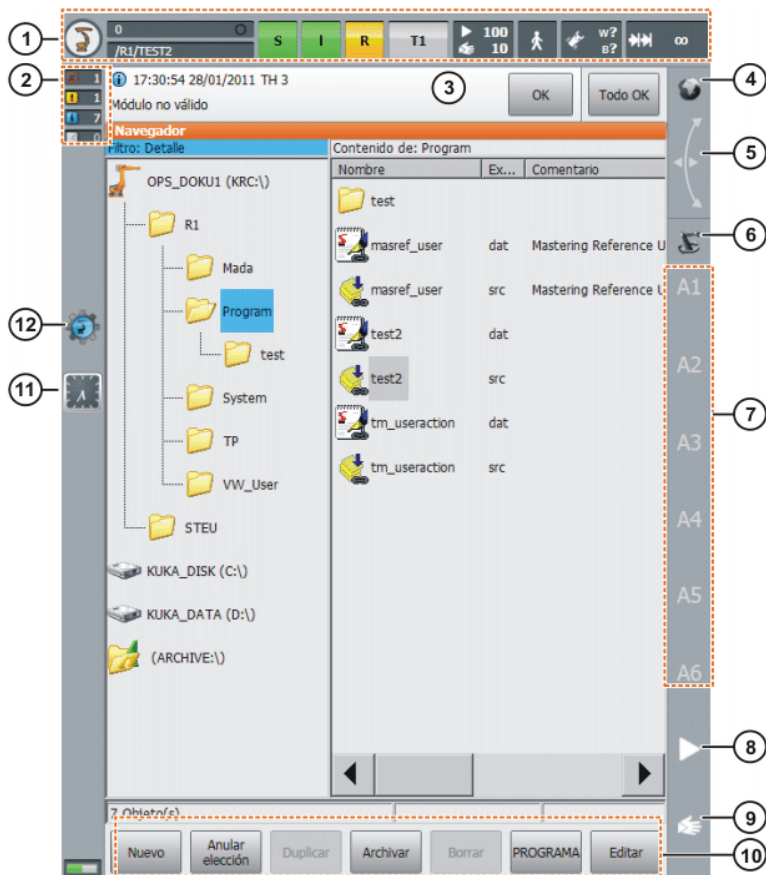 0
/R1/TEST2
S
I
R
T1
100
10
W?
B?
∞
1
2
1
1
7
0
17:30:54 28/01/2011 TH 3
Módulo no válido
3
OK
Todo OK
4
5
6
7
Navegador
Filtro: Detalle
Contenido de: Program
Nombre
Ex...
Comentario
OPS_DOKU1 (KRC:\)
R1
Mada
Program
test
System
TP
VW_User
STEU
KUKA_DISK (C:\)
KUKA_DATA (D:\)
(ARCHIVE:\)
test
masref_user dat Mastering Reference U
masref_user src Mastering Reference U
test2 dat
test2 src
tm_useraction dat
tm_useraction src
A1
A2
A3
A4
A5
A6
12
11
8
9
10
7 Objeto(s)
Nuevo
Anular
elección
Duplicar
Archivar
Borrar
PROGRAMA
Editar